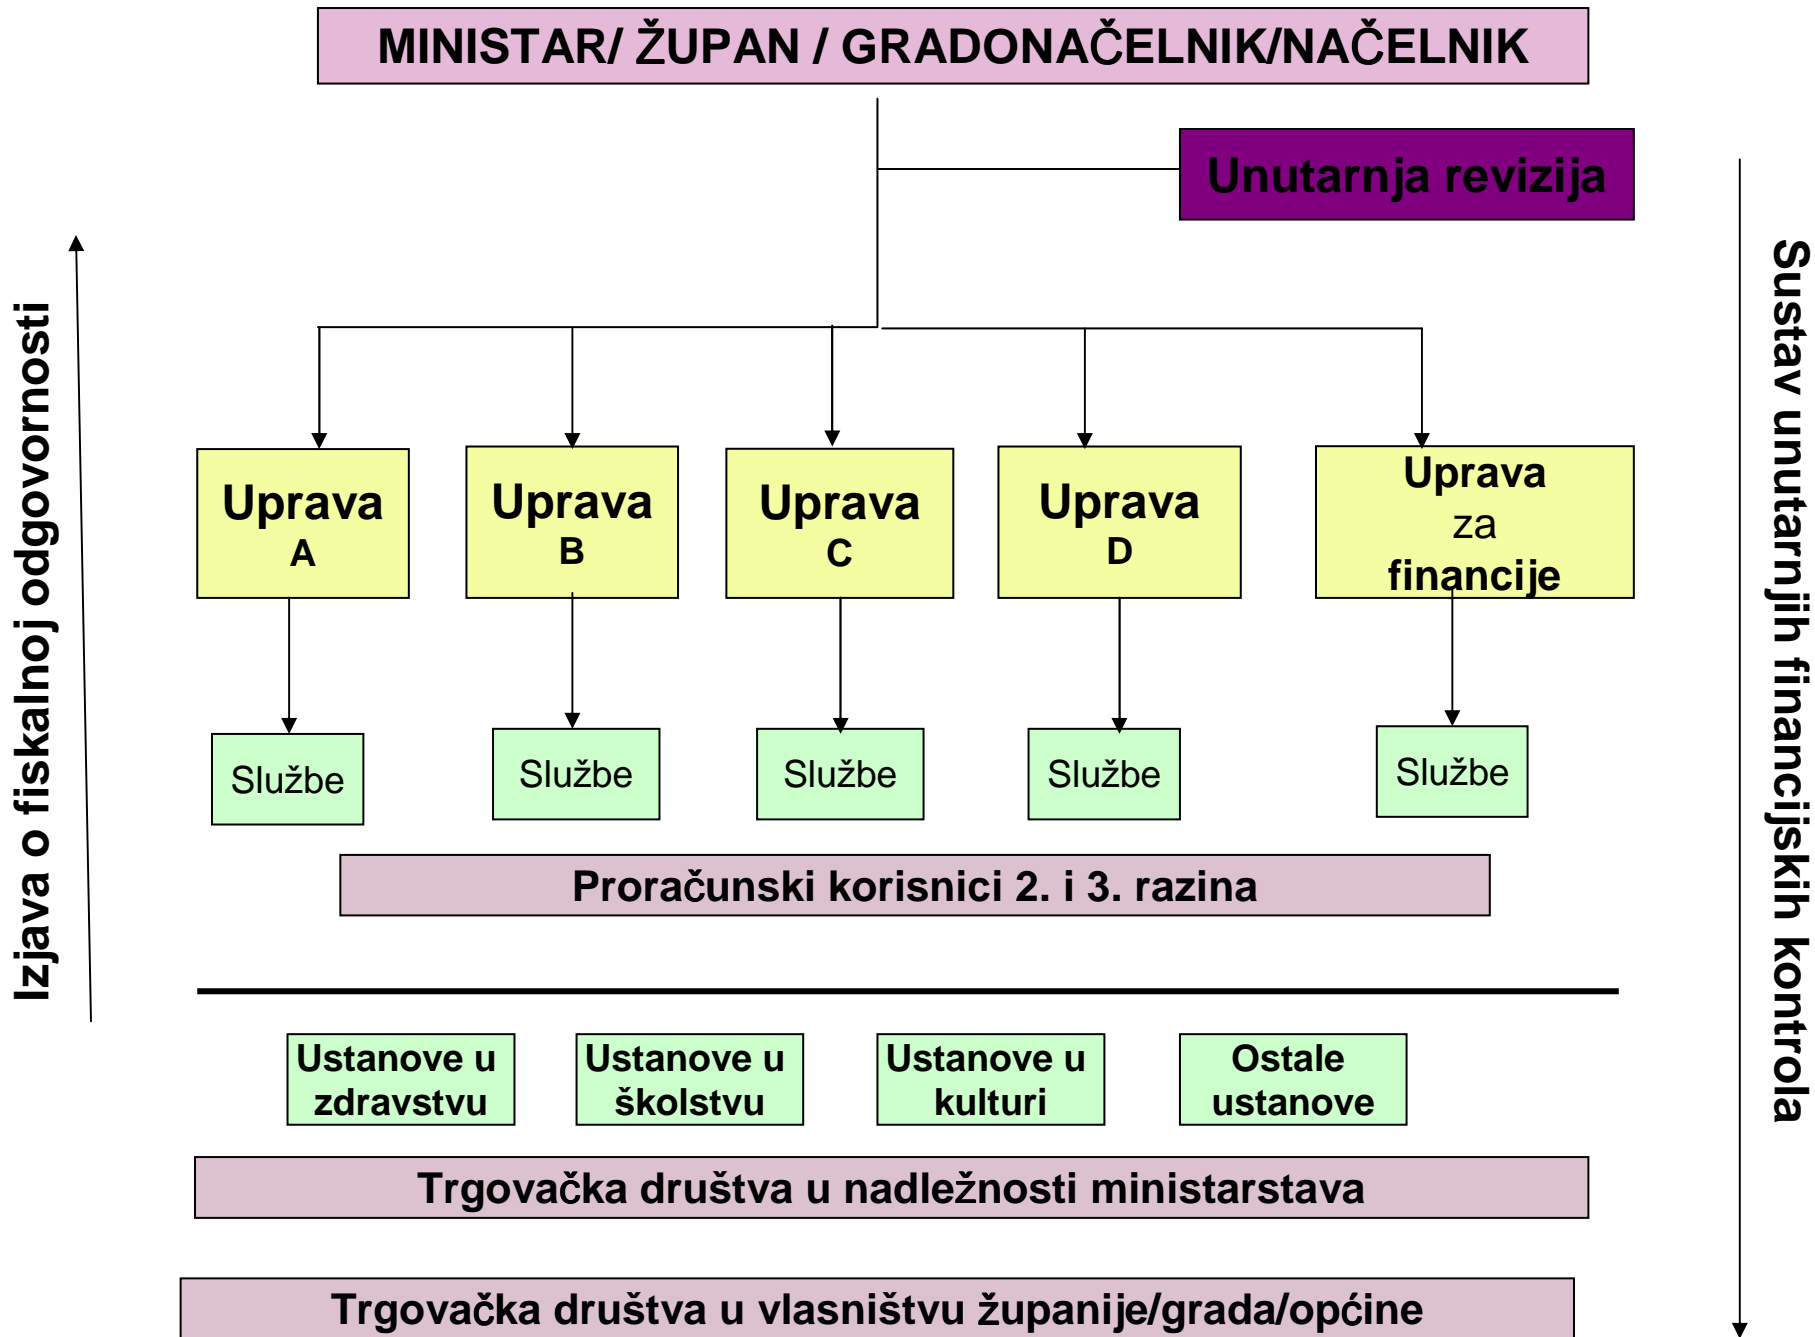 MINISTAR/ ŽUPAN / GRADONAČELNIK/NAČELNIK
Unutarnja revizija
Izjava o fiskalnoj odgovornosti
Sustav unutarnjih financijskih kontrola
Uprava
A
Uprava
B
Uprava
C
Uprava
D
Uprava
za
financije
Službe
Službe
Službe
Službe
Službe
Proračunski korisnici 2. i 3. razina
Ustanove u
zdravstvu
Ustanove u
školstvu
Ustanove u
kulturi
Ostale
ustanove
Trgovačka društva u nadležnosti ministarstava
Trgovačka društva u vlasništvu županije/grada/općine